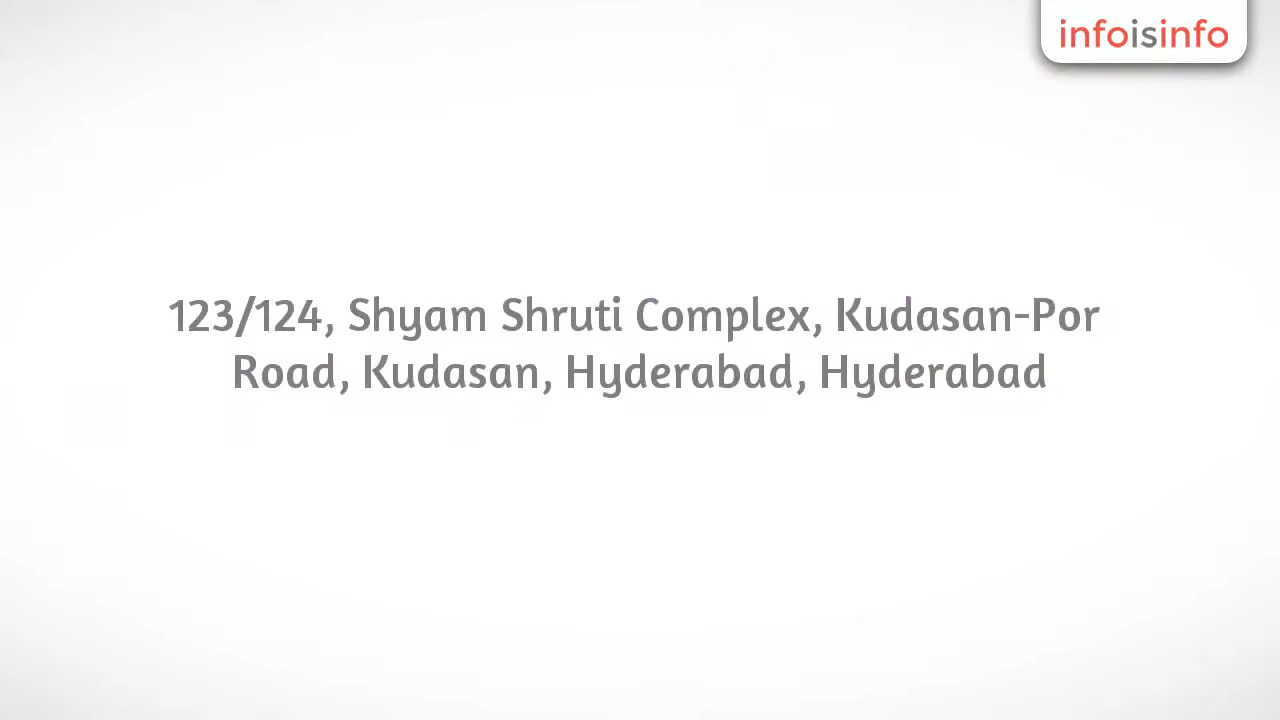 infoisinfo
123/124, Shyam Shruti Complex, Kudasan-Por
Road, Kudasan, Hyderabad, Hyderabad